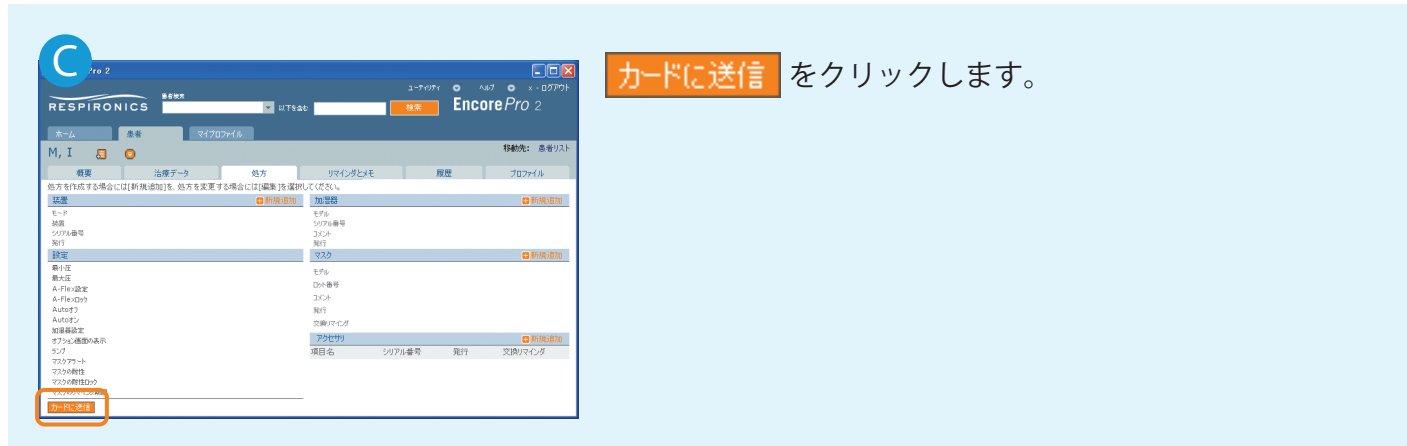 C
カードに送信 をクリックします。
ro 2
ユーティリティ ヘルプ x - ログアウト
患者検索
RESPIRONICS 以下を含む 検索 EncorePro 2
ホーム 患者 マイプロファイル
M, I 移動先: 患者リスト
概要 治療データ 処方 リマインダとメモ 履歴 プロファイル
処方を作成する場合には[新規追加]を、処方を変更する場合には[編集]を選択してください。
装置 新規追加
モード
装置
シリアル番号
発行
設定
最小圧
最大圧
A-Flex設定
A-Flexロック
Autoオフ
Autoオン
加湿器設定
オプション画面の表示
ランプ
マスクアラート
マスクの耐性
マスクの耐性ロック
カードに送信
加湿器 新規追加
モデル
シリアル番号
コメント
発行
マスク 新規追加
モデル
ロット番号
コメント
発行
交換リマインダ
アクセサリ 新規追加
項目名 シリアル番号 発行 交換リマインダ